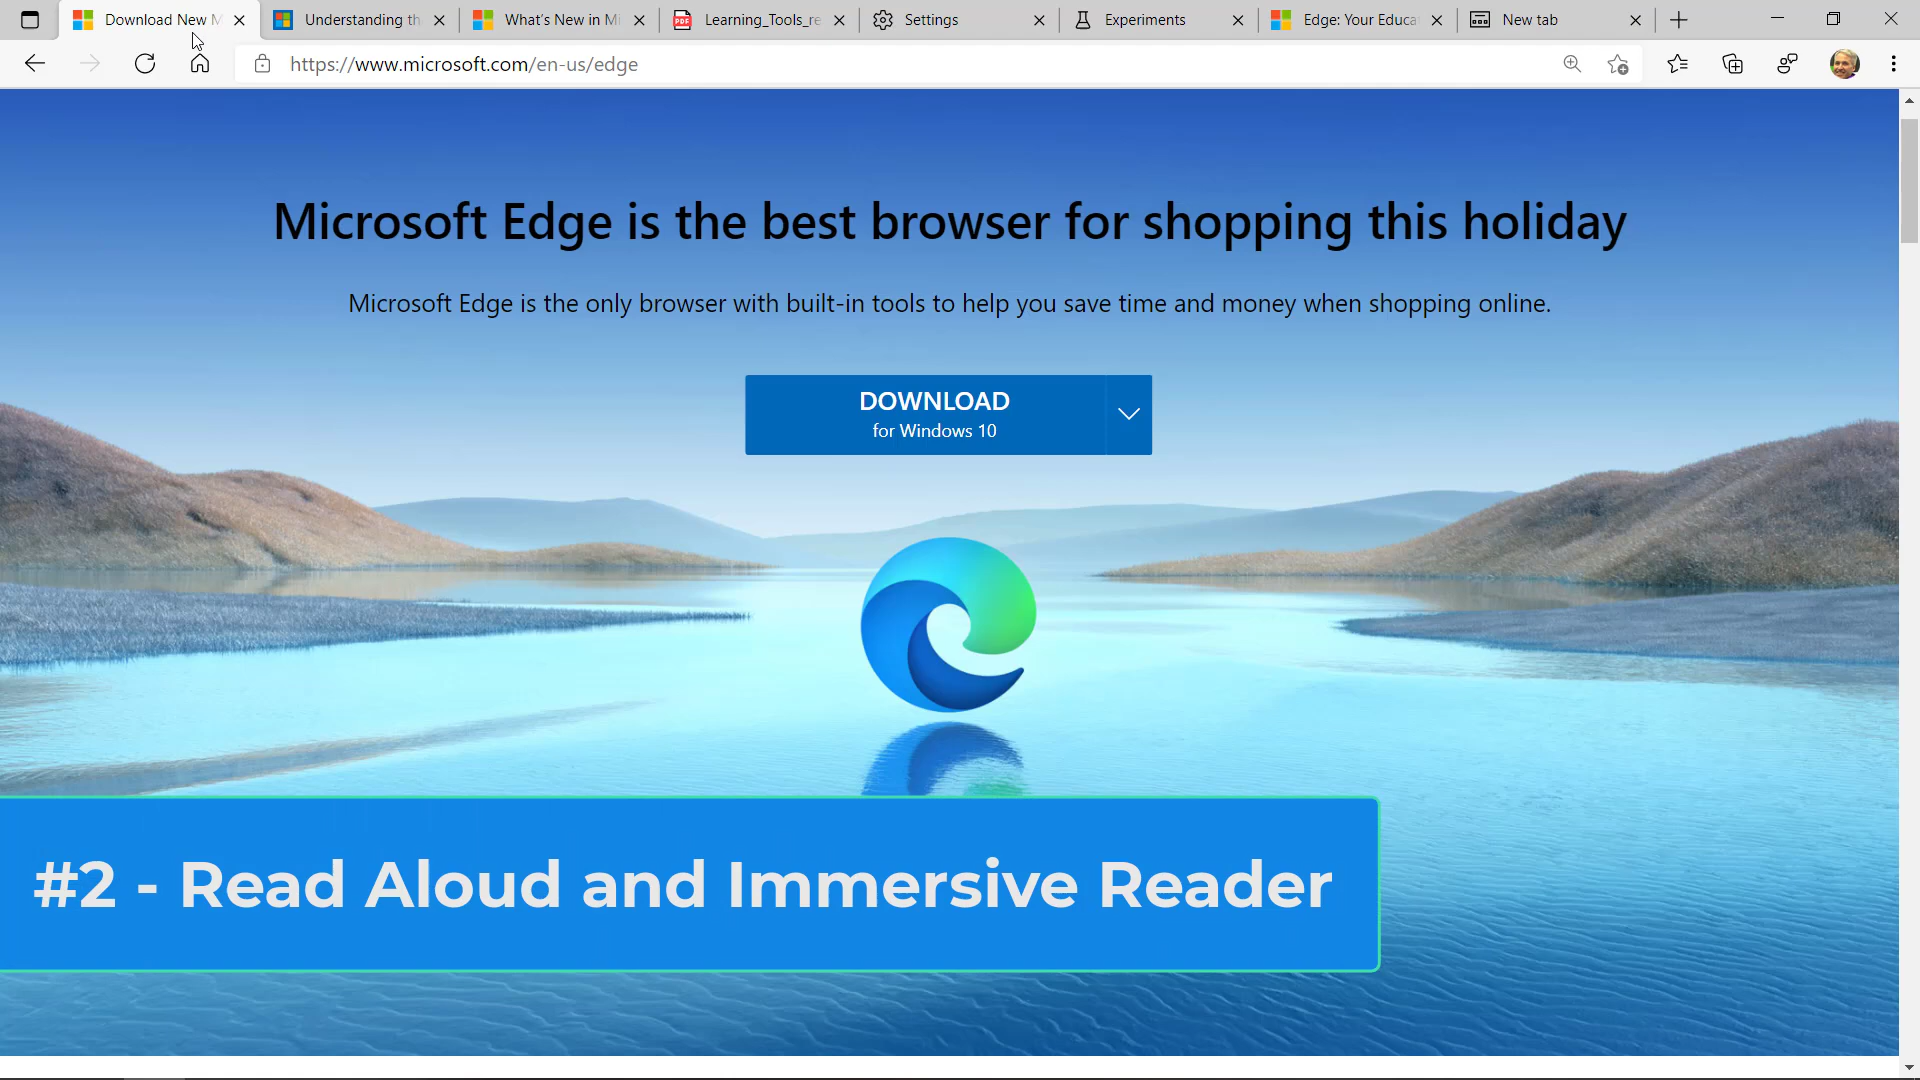 Download New M
Understanding th
What's New in Mi
Learning_Tools_re
Settings
Experiments
Edge: Your Educa
New tab
https://www.microsoft.com/en-us/edge
Microsoft Edge is the best browser for shopping this holiday
Microsoft Edge is the only browser with built-in tools to help you save time and money when shopping online.
DOWNLOAD
for Windows 10
#2 - Read Aloud and Immersive Reader